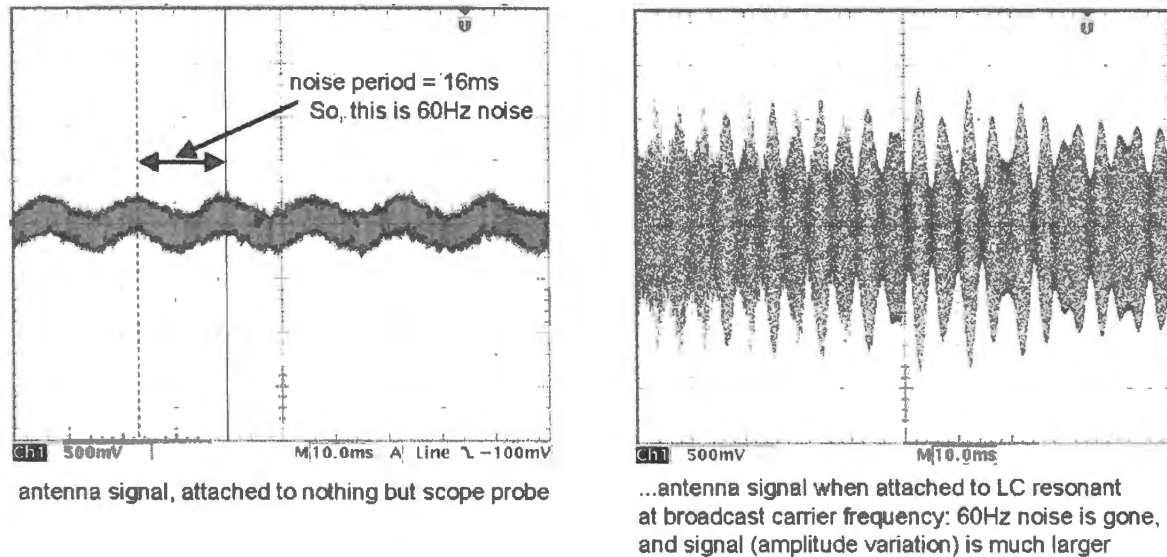 noise period = 16ms
So, this is 60Hz noise
Ch1 500mV M 10.0ms A Line -100mV
antenna signal, attached to nothing but scope probe
Ch1 500mV M 10.0ms
...antenna signal when attached to LC resonant
at broadcast carrier frequency: 60Hz noise is gone,
and signal (amplitude variation) is much larger